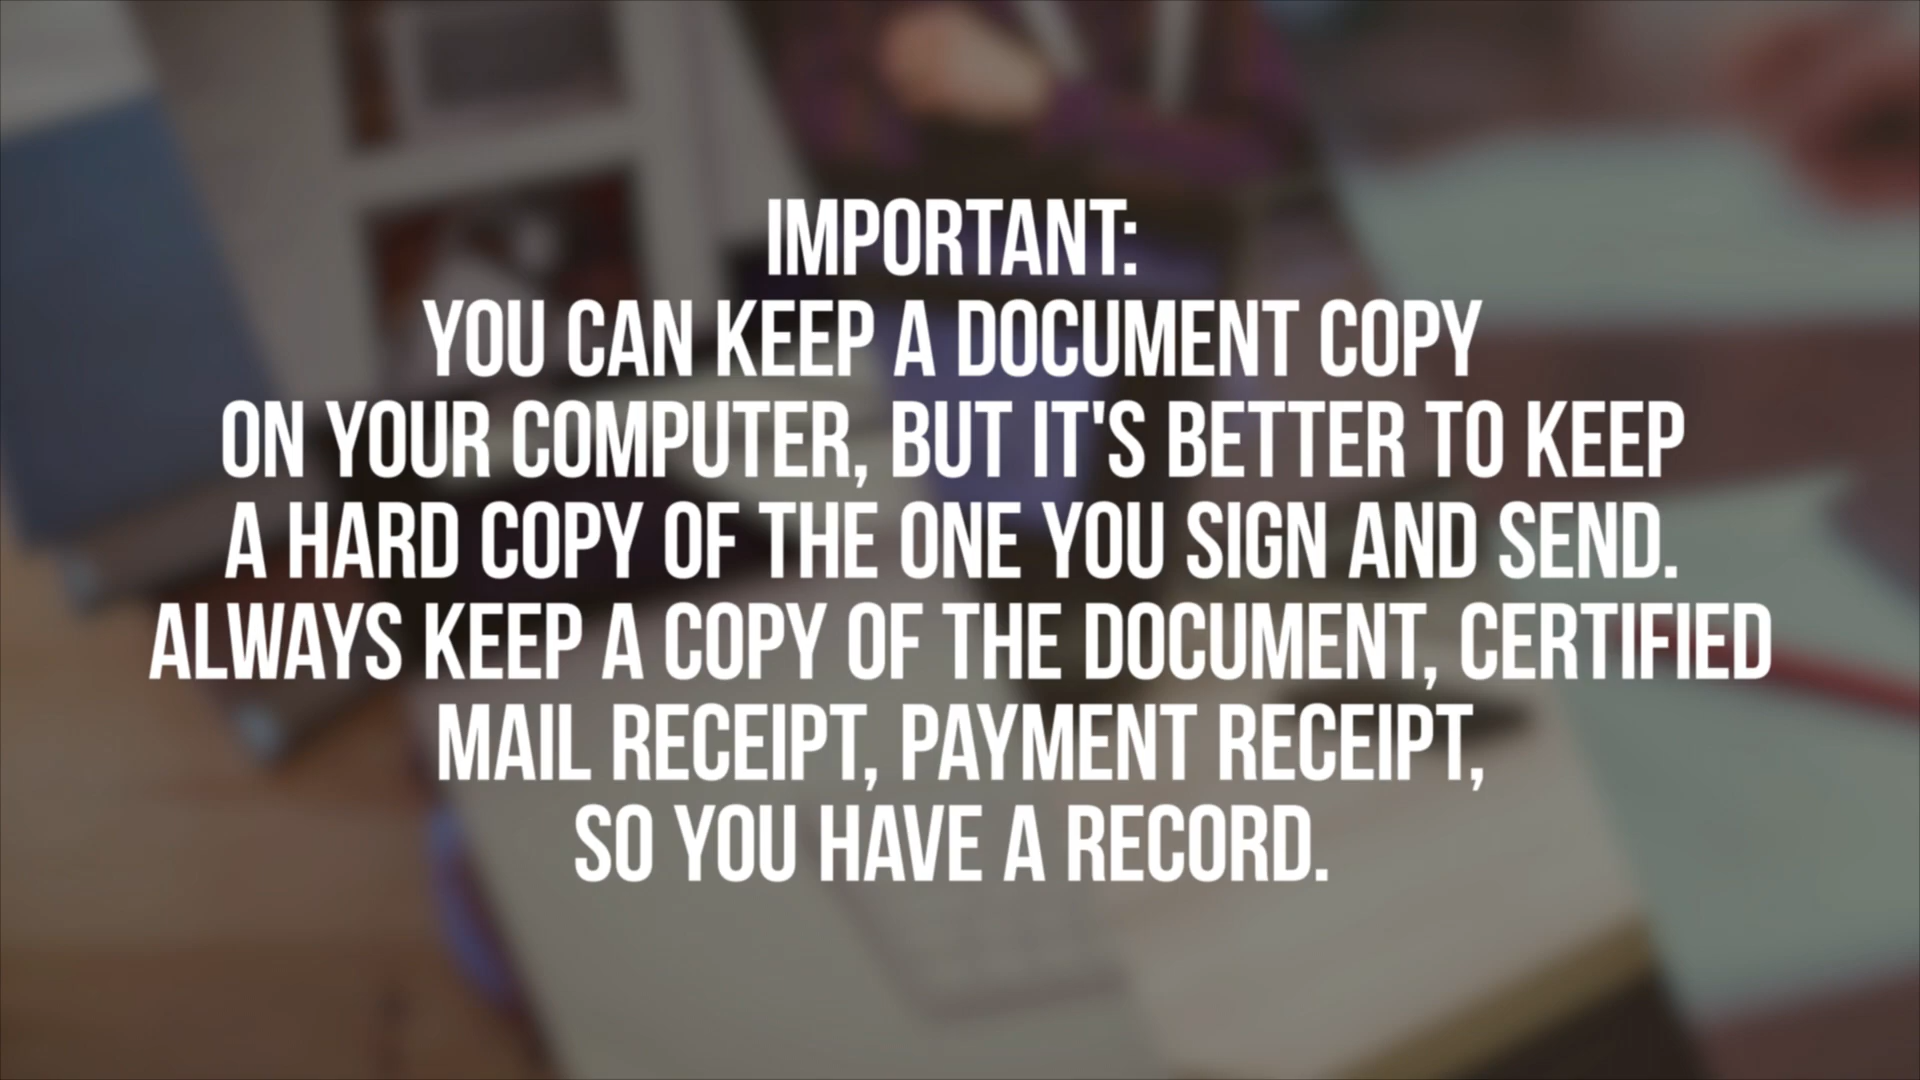 IMPORTANT:
YOU CAN KEEP A DOCUMENT COPY
ON YOUR COMPUTER, BUT IT'S BETTER TO KEEP
A HARD COPY OF THE ONE YOU SIGN AND SEND.
ALWAYS KEEP A COPY OF THE DOCUMENT, CERTIFIED
MAIL RECEIPT, PAYMENT RECEIPT,
SO YOU HAVE A RECORD.